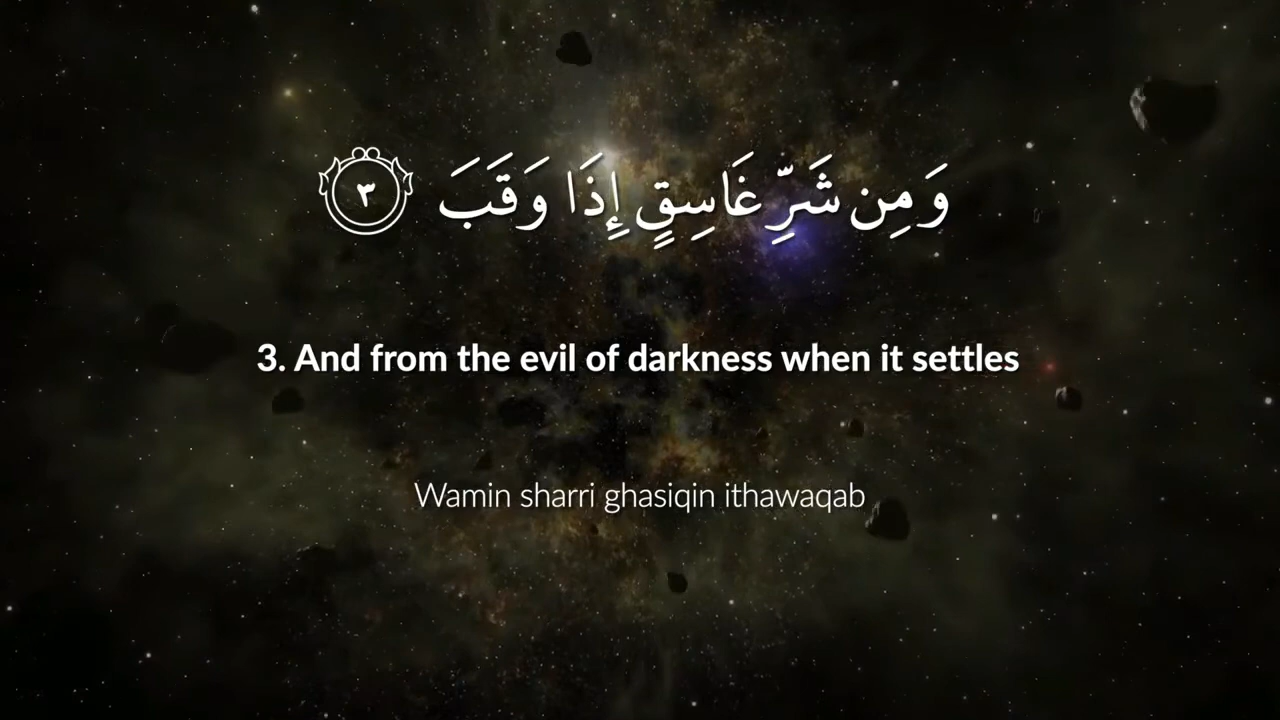 وَمِن شَرِّ غَاسِقٍ إِذَا وَقَبَ ٣
3. And from the evil of darkness when it settles
Wamin sharri ghasiqin ithawaqab